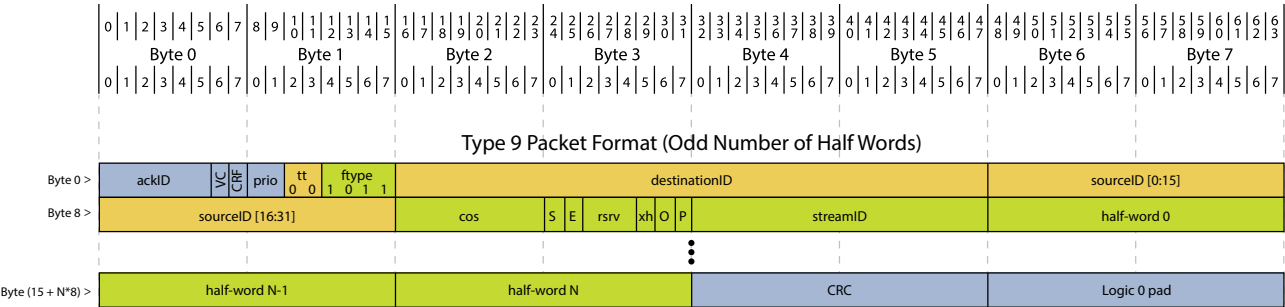 0 1 2 3 4 5 6 7 8 9 10 11 12 13 14 15 16 17 18 19 20 21 22 23 24 25 26 27 28 29 30 31 32 33 34 35 36 37 38 39 40 41 42 43 44 45 46 47 48 49 50 51 52 53 54 55 56 57 58 59 60 61 62 63
Byte 0 Byte 1 Byte 2 Byte 3 Byte 4 Byte 5 Byte 6 Byte 7
0 1 2 3 4 5 6 7 0 1 2 3 4 5 6 7 0 1 2 3 4 5 6 7 0 1 2 3 4 5 6 7 0 1 2 3 4 5 6 7 0 1 2 3 4 5 6 7 0 1 2 3 4 5 6 7 0 1 2 3 4 5 6 7
Type 9 Packet Format (Odd Number of Half Words)
Byte 0 > ackID VC CRF prio tt 0 0 ftype 1 0 1 1 destinationID sourceID [0:15]
Byte 8 > sourceID [16:31] cos S E rsrv xh O P streamID half-word 0
Byte (15 + N*8) > half-word N-1 half-word N CRC Logic 0 pad